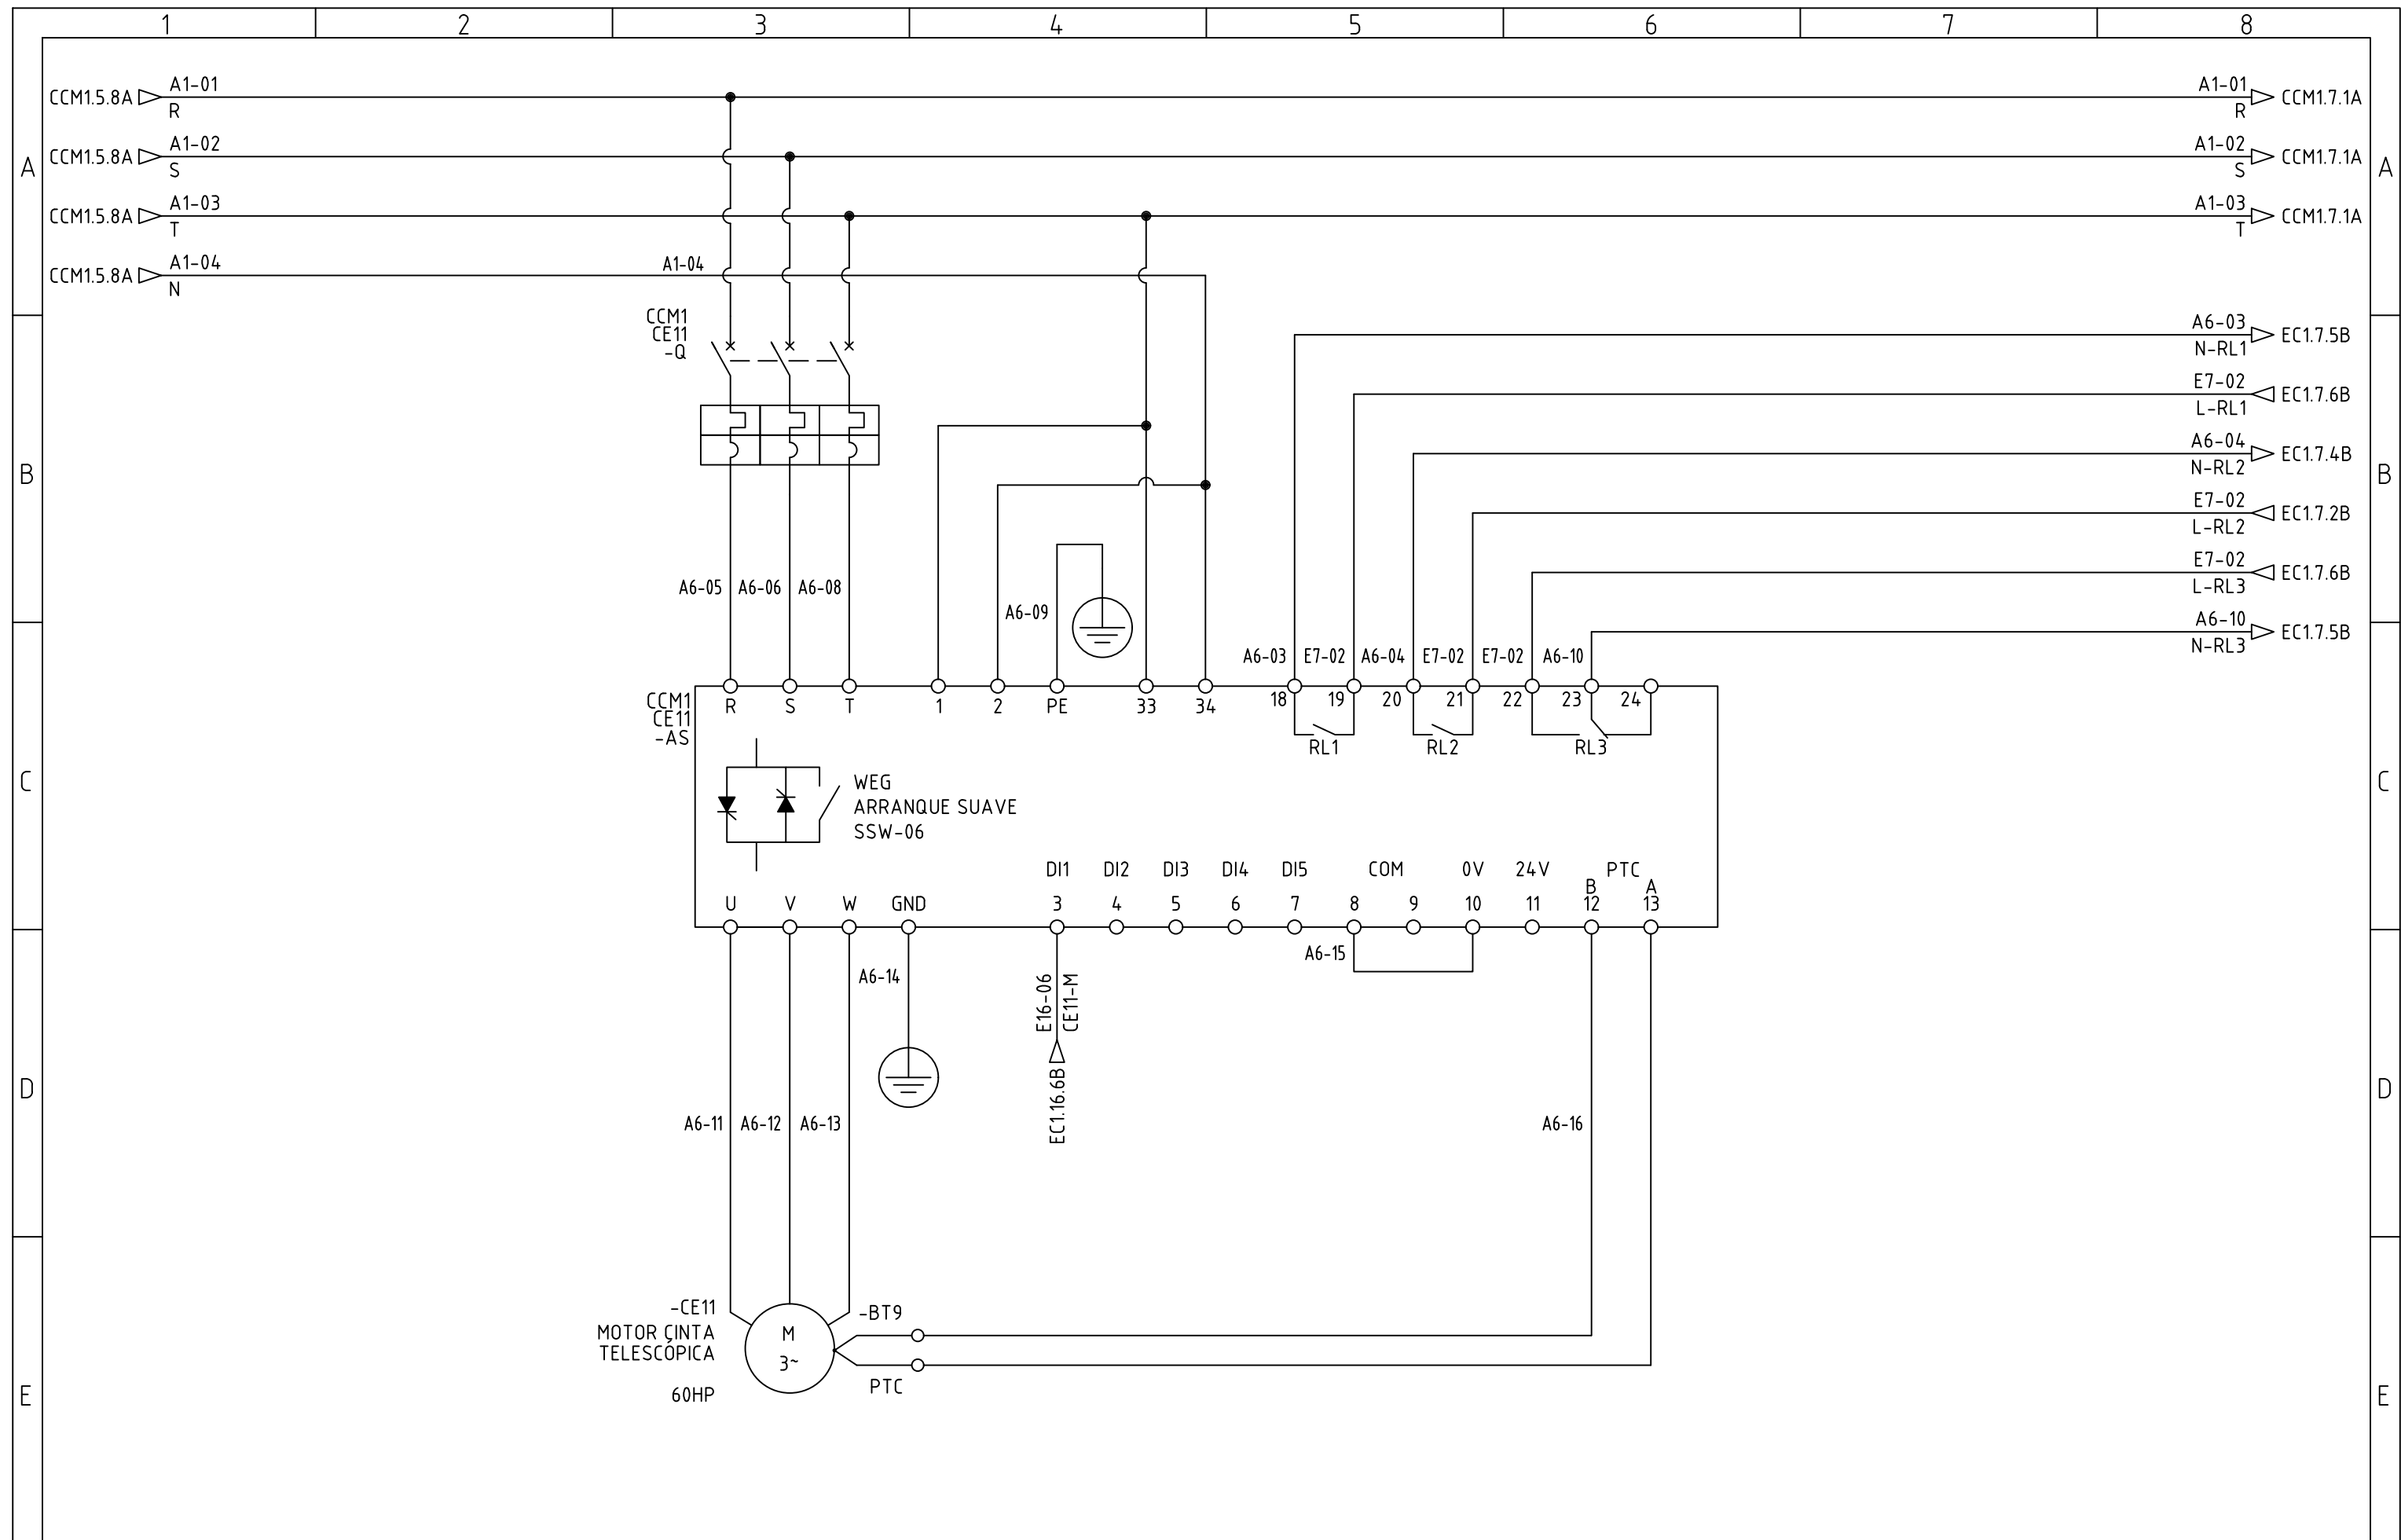 1 2 3 4 5 6 7 8
A1-01 A1-01
CCM1.5.8A CCM1.7.1A
R R
A1-02 A1-02
CCM1.5.8A CCM1.7.1A
A A
S S
A1-03 A1-03
CCM1.5.8A CCM1.7.1A
T T
A1-04 A1-04
CCM1.5.8A
N
CCM1
CE11
-Q
A6-03
EC1.7.5B
N-RL1
E7-02
EC1.7.6B
L-RL1
A6-04
EC1.7.4B
N-RL2
B B
E7-02
EC1.7.2B
L-RL2
E7-02
EC1.7.6B
L-RL3
A6-05 A6-06 A6-08
A6-09
A6-10
EC1.7.5B
N-RL3
A6-03 E7-02 A6-04 E7-02 E7-02 A6-10
CCM1
CE11
-AS
R S T 1 2 PE 33 34 18 19 20 21 22 23 24
RL1 RL2 RL3
C C
WEG
ARRANQUE SUAVE
SSW-06
DI1 DI2 DI3 DI4 DI5 COM 0V 24V PTC
B A
U V W GND 3 4 5 6 7 8 9 10 11 12 13
A6-15
A6-14
E16-06
CE11-M
EC1.16.6B
D D
A6-11 A6-12 A6-13 A6-16
-CE11
-BT9
MOTOR CINTA
TELESCÓPICA
M
3~
PTC
60HP
E E